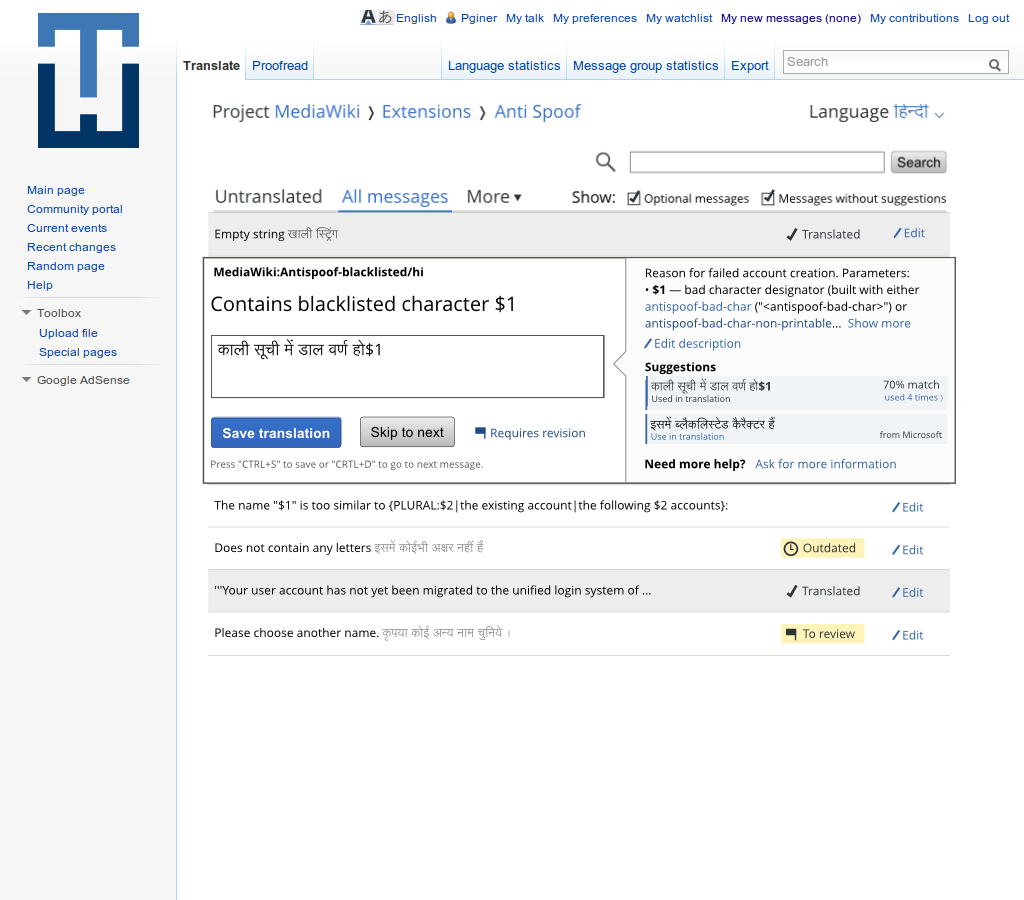 Aあ English Pginer My talk My preferences My watchlist My new messages (none) My contributions Log out
Translate Proofread Language statistics Message group statistics Export Search
Project MediaWiki ❭ Extensions ❭ Anti Spoof Language हिन्दी
Search
Untranslated All messages More ▾ Show: Optional messages Messages without suggestions
Main page
Community portal
Current events
Recent changes
Random page
Help
Toolbox
Upload file
Special pages
Google AdSense
Empty string खाली स्ट्रिंग Translated Edit
MediaWiki:Antispoof-blacklisted/hi
Contains blacklisted character $1
काली सूची में डाल वर्ण हो$1
Save translation Skip to next Requires revision
Press "CTRL+S" to save or "CRTL+D" to go to next message.
Reason for failed account creation. Parameters:
• $1 — bad character designator (built with either
antispoof-bad-char ("<antispoof-bad-char>") or
antispoof-bad-char-non-printable... Show more
Edit description
Suggestions
काली सूची में डाल वर्ण हो$1 70% match
Used in translation used 4 times ⟩
इसमें ब्लैकलिस्टेड कैरैक्टर हैं
Use in translation from Microsoft
Need more help? Ask for more information
The name "$1" is too similar to {PLURAL:$2|the existing account|the following $2 accounts}: Edit
Does not contain any letters इसमें कोईभी अक्षर नहीं हैं Outdated Edit
'''Your user account has not yet been migrated to the unified login system of ... Translated Edit
Please choose another name. कृपया कोई अन्य नाम चुनिये । To review Edit